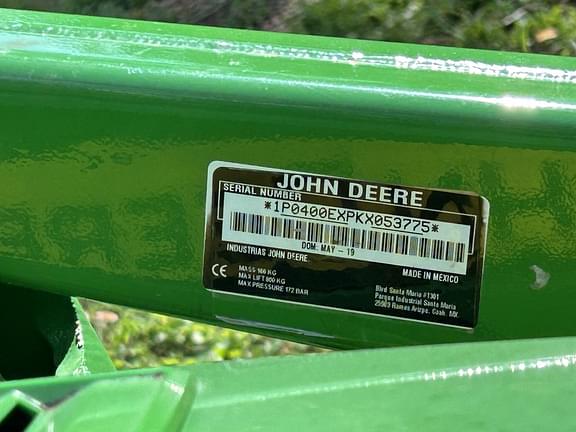 JOHN DEERE
SERIAL NUMBER
*1P0400EXPKX053775*
DOM: MAY - 19
INDUSTRIAS JOHN DEERE
MADE IN MEXICO
CE
MASS 166 KG
MAX LIFT 800 KG
MAX PRESSURE 172 BAR
Blvd Santa Maria #1301
Parque Industrial Santa Maria
25903 Ramos Arizpe, Coah. MX